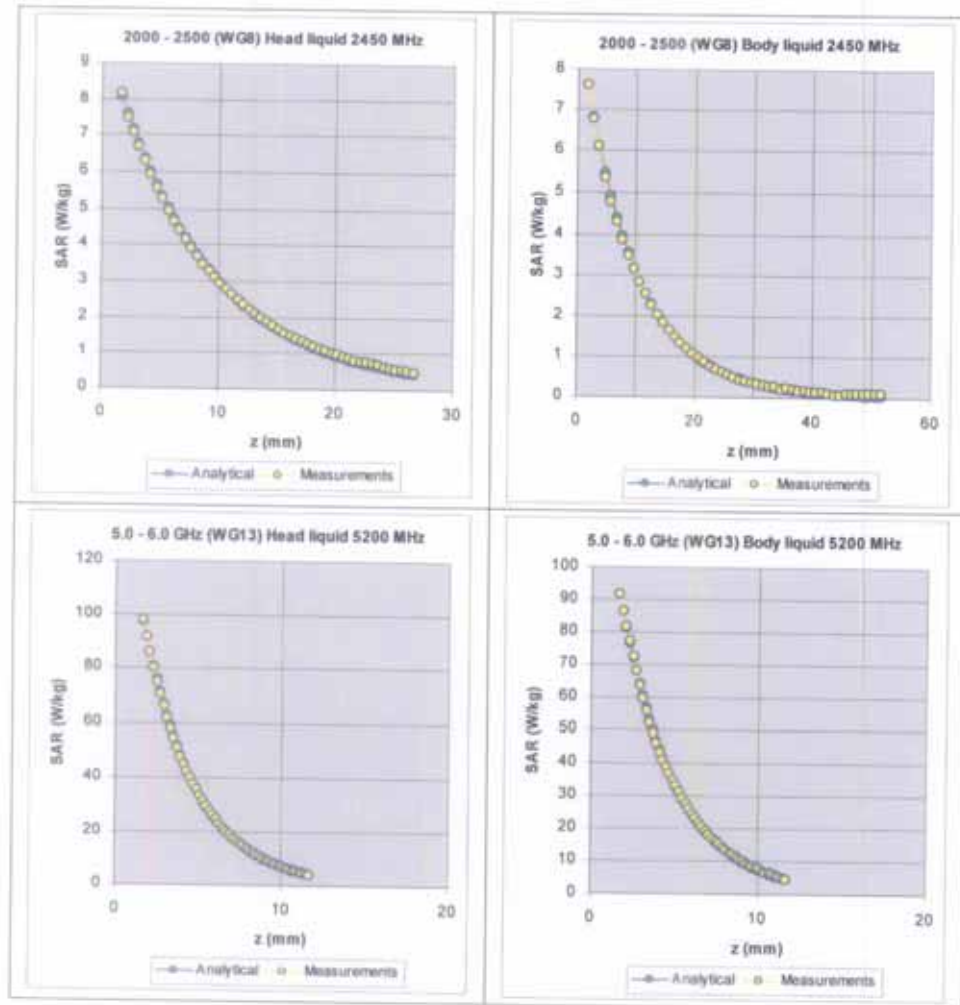 2000 - 2500 (WG8) Head liquid 2450 MHz
9
8
7
6
5
4
3
2
1
0
SAR (W/kg)
0 10 20 30
z (mm)
Analytical Measurements
2000 - 2500 (WG8) Body liquid 2450 MHz
8
7
6
5
4
3
2
1
0
SAR (W/kg)
0 20 40 60
z (mm)
Analytical Measurements
5.0 - 6.0 GHz (WG13) Head liquid 5200 MHz
120
100
80
60
40
20
0
SAR (W/kg)
0 10 20
z (mm)
Analytical Measurements
5.0 - 6.0 GHz (WG13) Body liquid 5200 MHz
100
90
80
70
60
50
40
30
20
10
0
SAR (W/kg)
0 10 20
z (mm)
Analytical Measurements